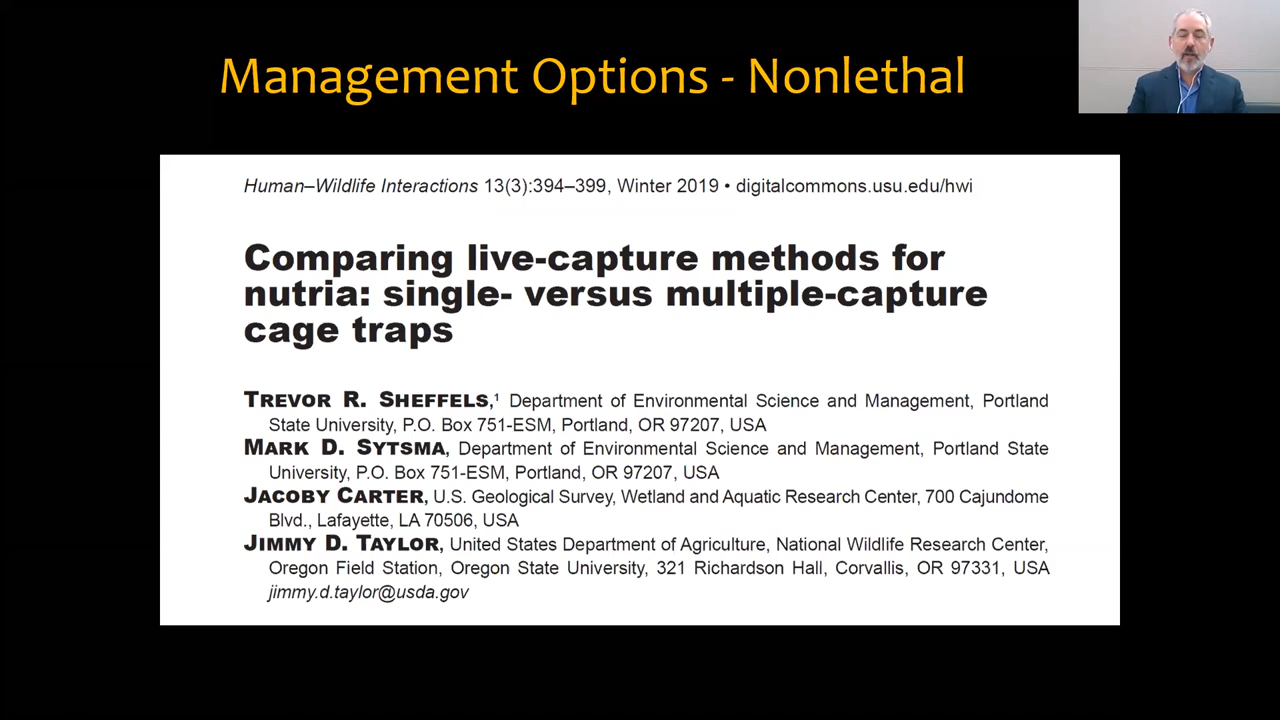 Management Options - Nonlethal
Human–Wildlife Interactions 13(3):394–399, Winter 2019 • digitalcommons.usu.edu/hwi
Comparing live-capture methods for
nutria: single- versus multiple-capture
cage traps
Trevor R. Sheffels,¹ Department of Environmental Science and Management, Portland
State University, P.O. Box 751-ESM, Portland, OR 97207, USA
Mark D. Sytsma, Department of Environmental Science and Management, Portland State
University, P.O. Box 751-ESM, Portland, OR 97207, USA
Jacoby Carter, U.S. Geological Survey, Wetland and Aquatic Research Center, 700 Cajundome
Blvd., Lafayette, LA 70506, USA
Jimmy D. Taylor, United States Department of Agriculture, National Wildlife Research Center,
Oregon Field Station, Oregon State University, 321 Richardson Hall, Corvallis, OR 97331, USA
jimmy.d.taylor@usda.gov